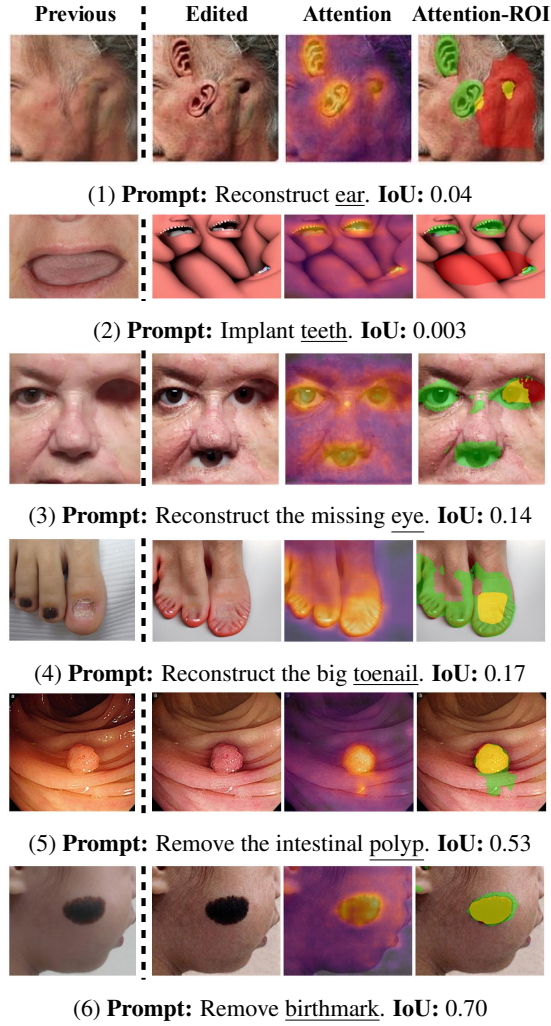 Previous Edited Attention Attention-ROI
(1) Prompt: Reconstruct ear. IoU: 0.04
(2) Prompt: Implant teeth. IoU: 0.003
(3) Prompt: Reconstruct the missing eye. IoU: 0.14
(4) Prompt: Reconstruct the big toenail. IoU: 0.17
(5) Prompt: Remove the intestinal polyp. IoU: 0.53
(6) Prompt: Remove birthmark. IoU: 0.70